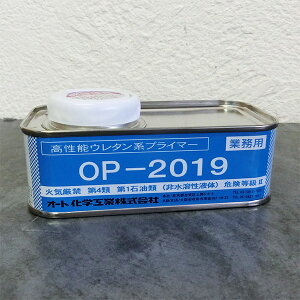 高性能ウレタン系プライマー
業務用
OP-2019
火気厳禁 第4類 第1石油類 (非水溶性液体) 危険等級Ⅱ
オート化学工業株式会社